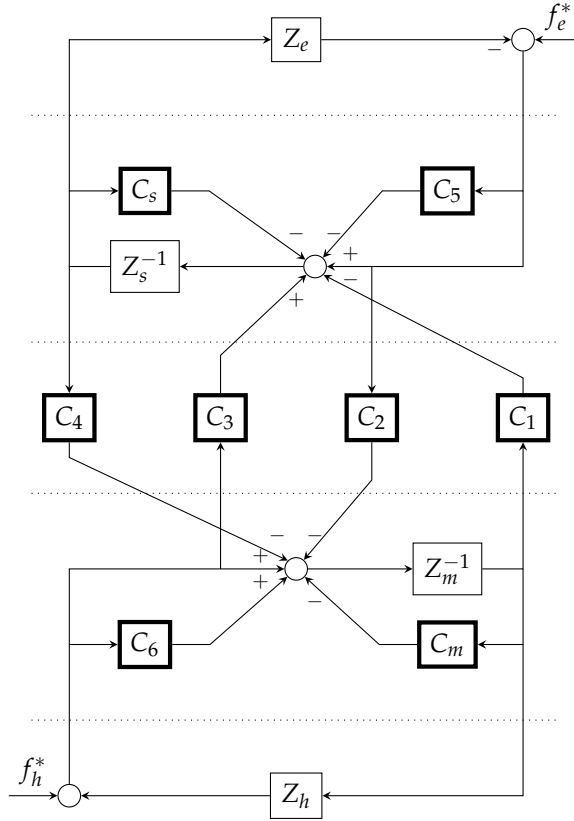 f_e^*
Z_e
−
C_s
C_5
− −
+
Z_s^{-1}
−
+
C_4 C_3 C_2 C_1
− −
+
+
Z_m^{-1}
−
C_6
C_m
f_h^*
Z_h